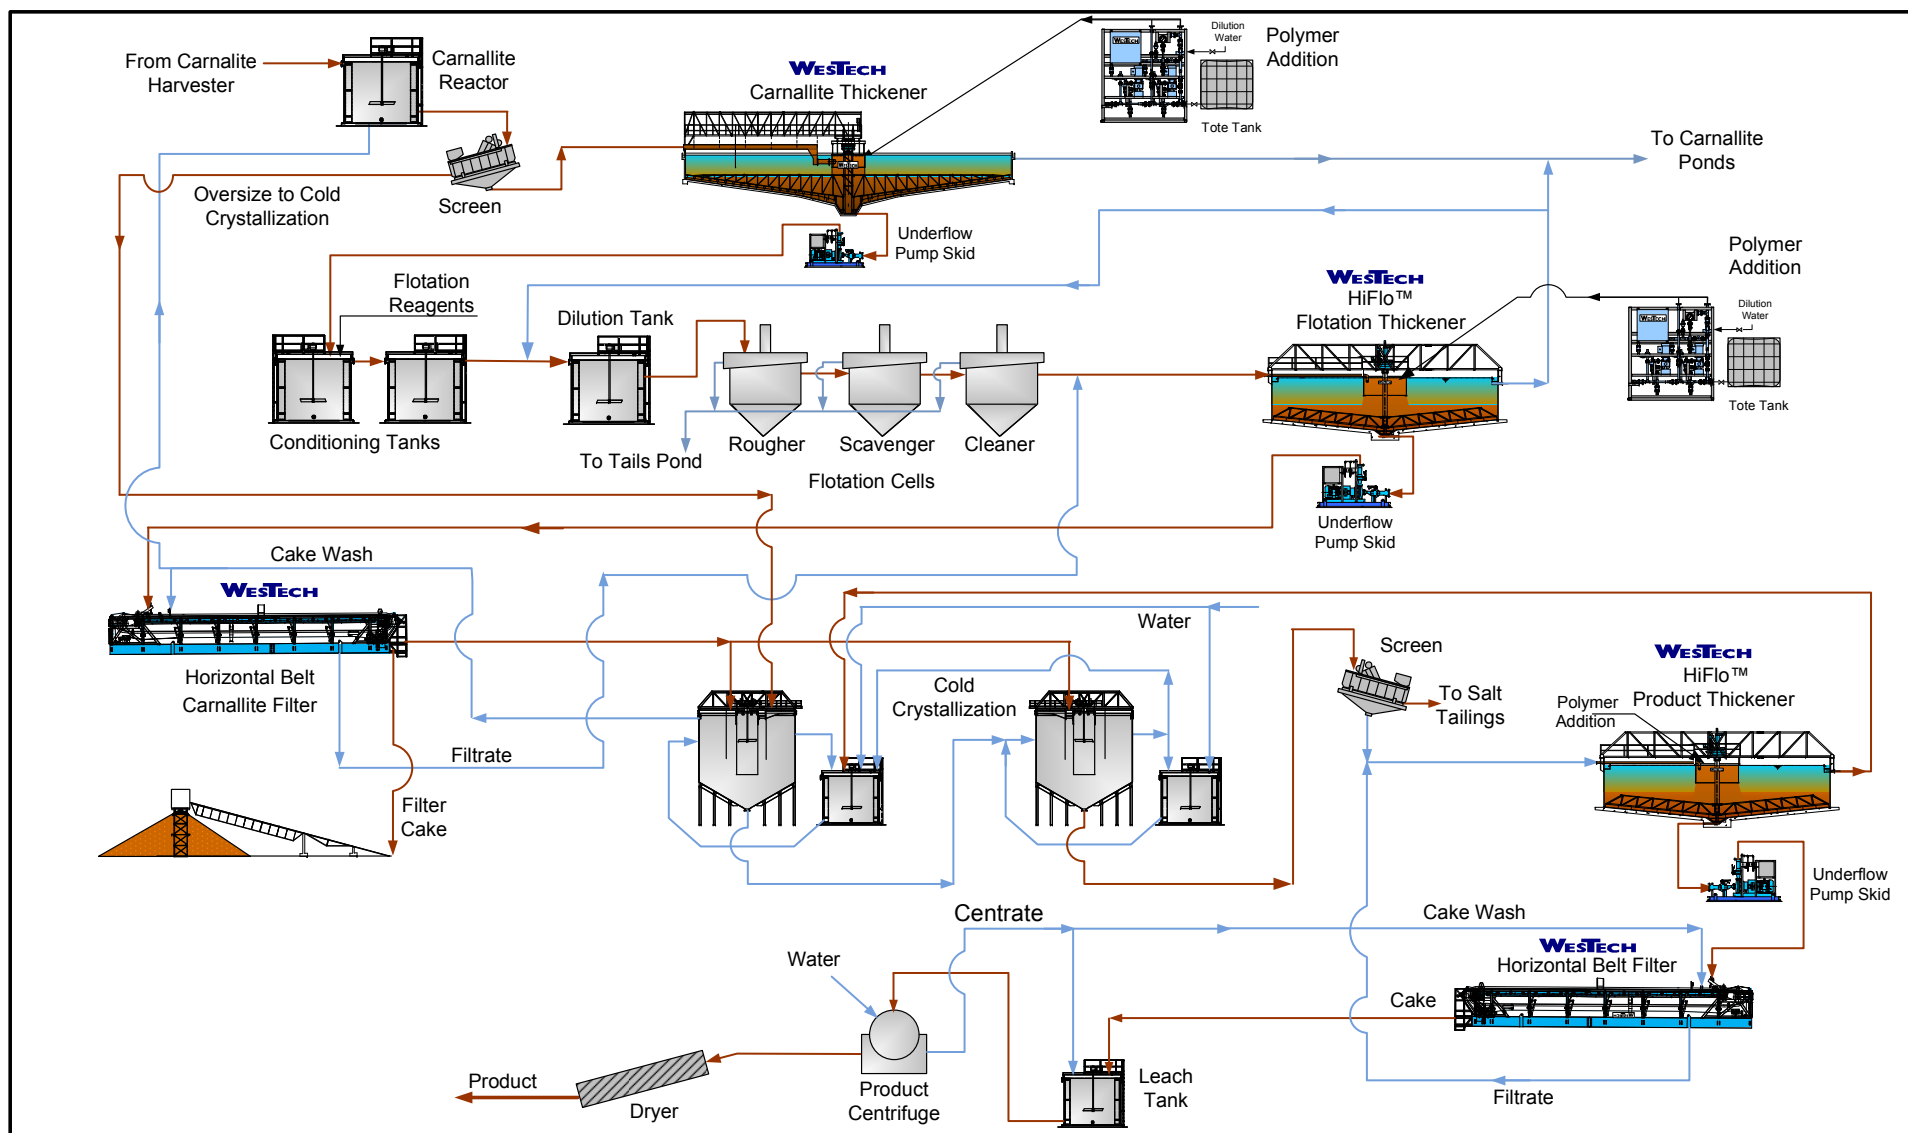 From Carnalite
Harvester
Carnallite
Reactor
WESTECH
Carnallite Thickener
WESTECH
Dilution
Water
Polymer
Addition
Tote Tank
To Carnallite
Ponds
Oversize to Cold
Crystallization
Screen
WESTECH
Underflow
Pump Skid
Flotation
Reagents
Dilution Tank
Conditioning Tanks
Rougher
Scavenger
Cleaner
To Tails Pond
Flotation Cells
WESTECH
HiFlo™
Flotation Thickener
Polymer
Addition
WESTECH
Dilution
Water
Tote Tank
Underflow
Pump Skid
Cake Wash
WESTECH
Horizontal Belt
Carnallite Filter
Filtrate
Filter
Cake
Water
Cold
Crystallization
Screen
To Salt
Tailings
WESTECH
HiFlo™
Product Thickener
Polymer
Addition
Underflow
Pump Skid
Centrate
Cake Wash
WESTECH
Horizontal Belt Filter
Water
Cake
Product
Dryer
Product
Centrifuge
Leach
Tank
Filtrate